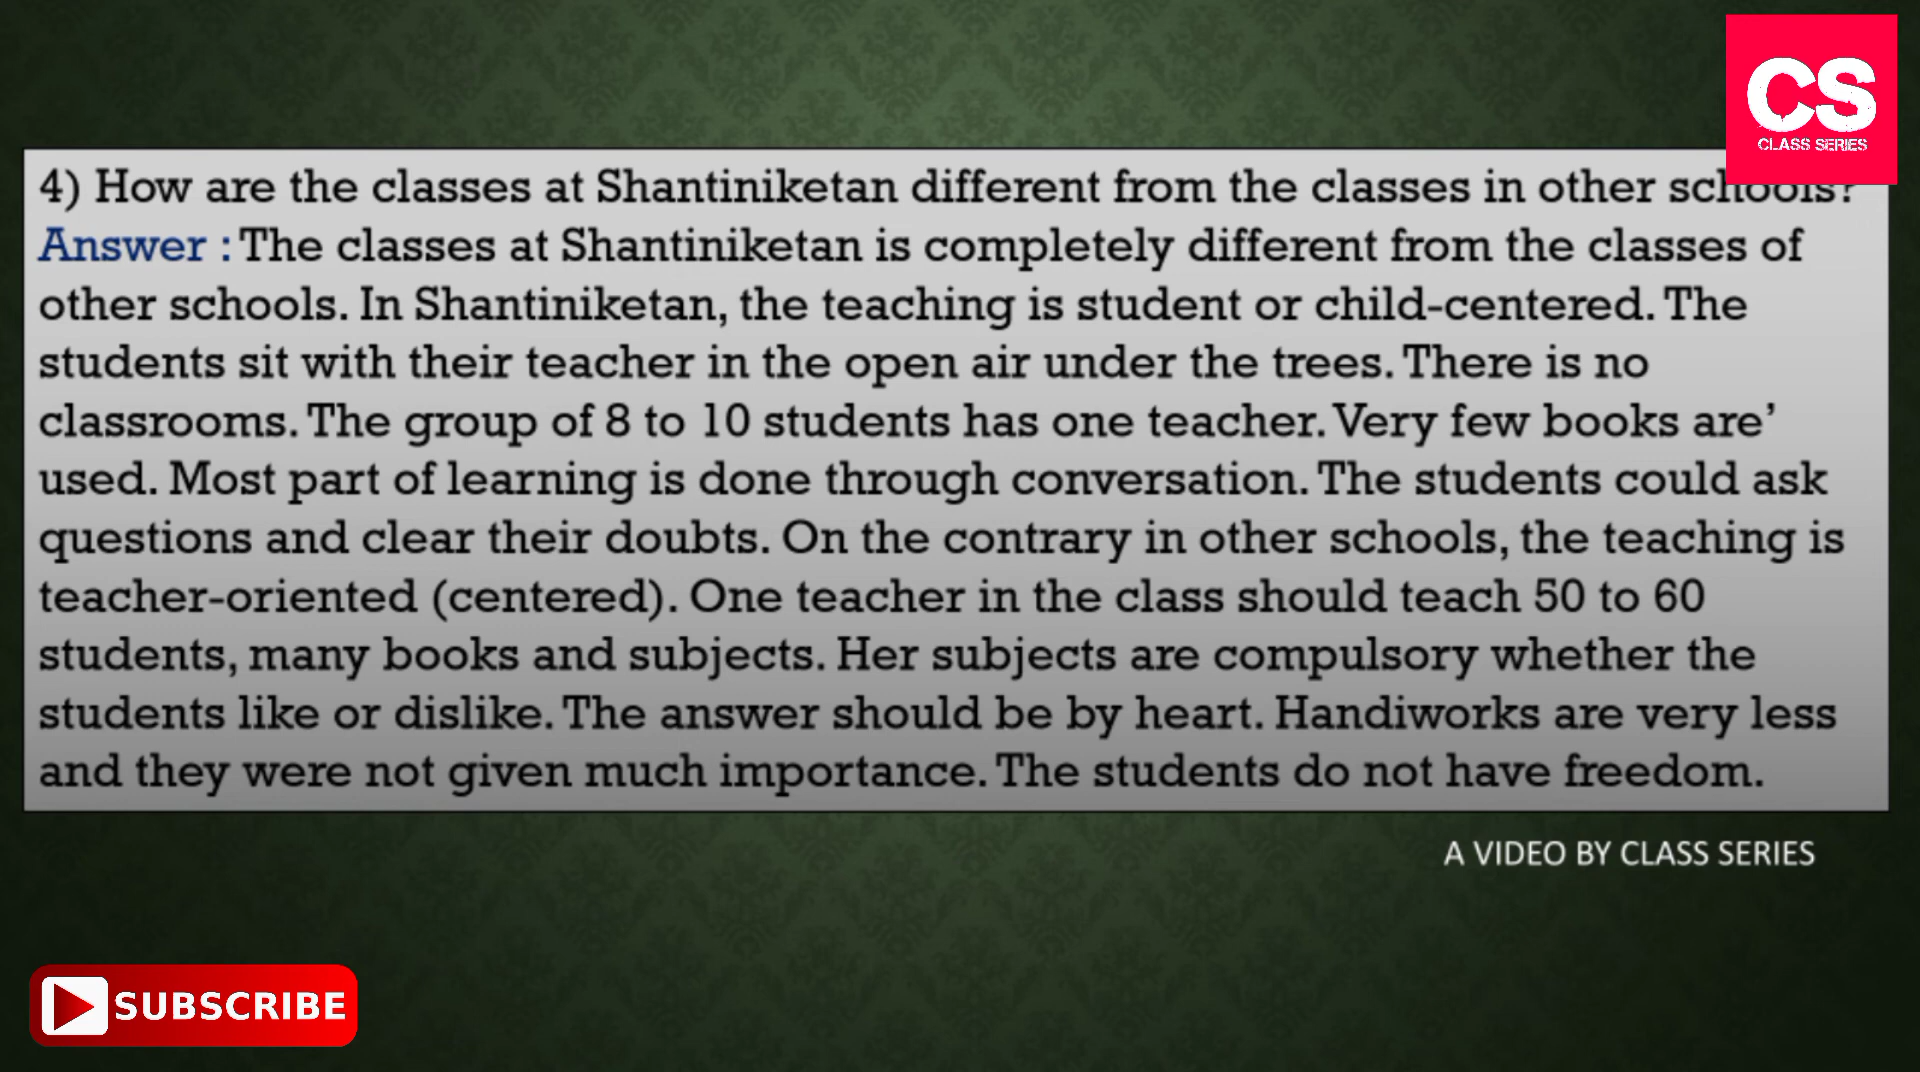 CS
CLASS SERIES
4) How are the classes at Shantiniketan different from the classes in other schools?
Answer : The classes at Shantiniketan is completely different from the classes of
other schools. In Shantiniketan, the teaching is student or child-centered. The
students sit with their teacher in the open air under the trees. There is no
classrooms. The group of 8 to 10 students has one teacher. Very few books are’
used. Most part of learning is done through conversation. The students could ask
questions and clear their doubts. On the contrary in other schools, the teaching is
teacher-oriented (centered). One teacher in the class should teach 50 to 60
students, many books and subjects. Her subjects are compulsory whether the
students like or dislike. The answer should be by heart. Handiworks are very less
and they were not given much importance. The students do not have freedom.
A VIDEO BY CLASS SERIES
SUBSCRIBE